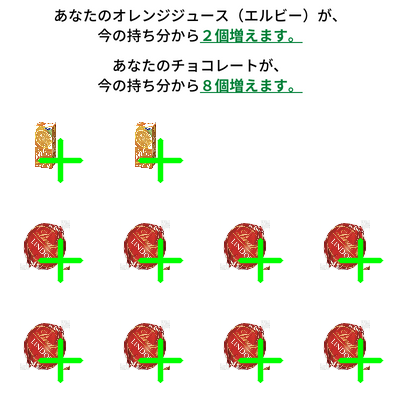 あなたのオレンジジュース（エルビー）が、
今の持ち分から２個増えます。
あなたのチョコレートが、
今の持ち分から８個増えます。